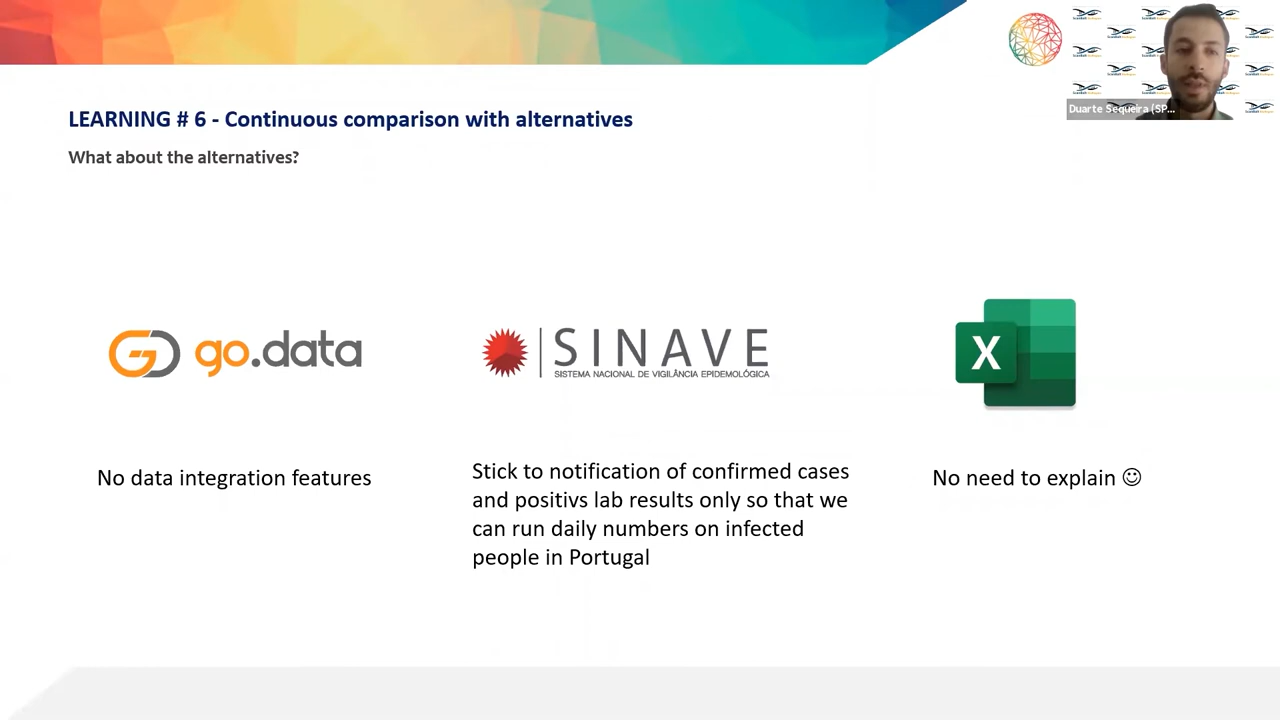 LEARNING # 6 - Continuous comparison with alternatives
What about the alternatives?
Duarte Sequeira (SP...
go.data
SINAVE
SISTEMA NACIONAL DE VIGILÂNCIA EPIDEMOLÓGICA
X
No data integration features
Stick to notification of confirmed cases
and positivs lab results only so that we
can run daily numbers on infected
people in Portugal
No need to explain ☺